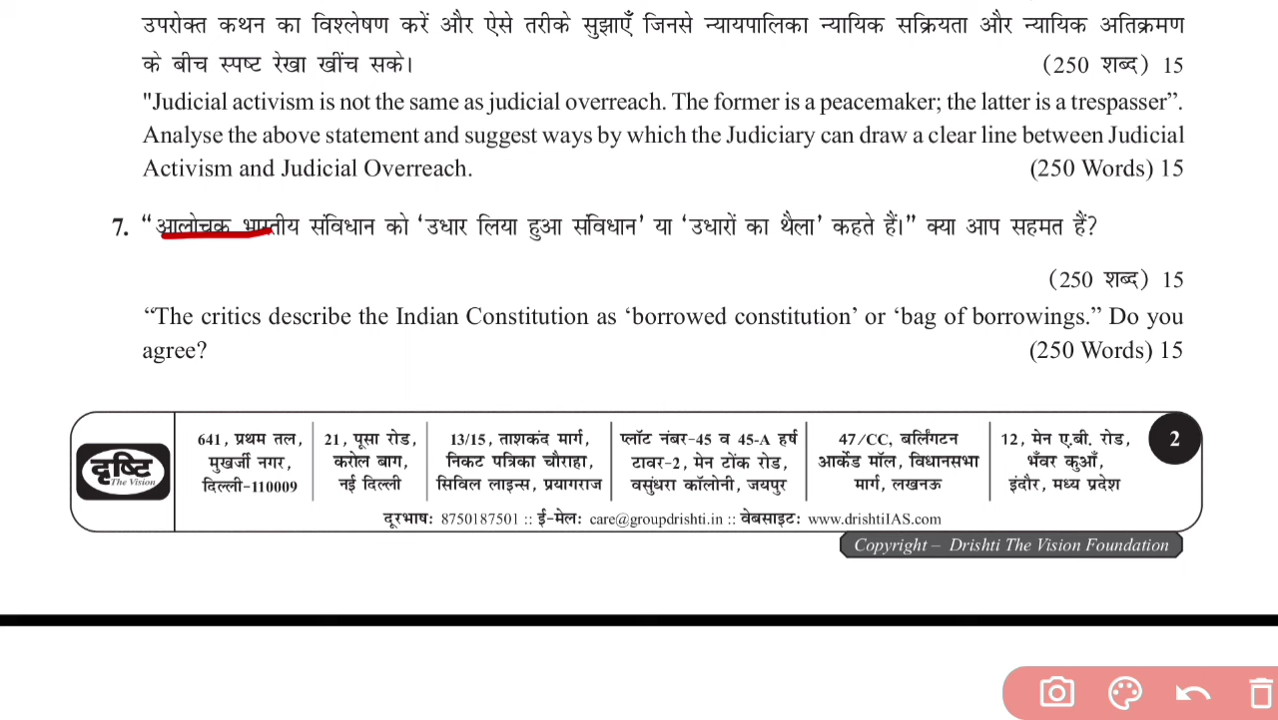 उपरोक्त कथन का विश्लेषण करें और ऐसे तरीके सुझाएँ जिनसे न्यायपालिका न्यायिक सक्रियता और न्यायिक अतिक्रमण
के बीच स्पष्ट रेखा खींच सके। (250 शब्द) 15
"Judicial activism is not the same as judicial overreach. The former is a peacemaker; the latter is a trespasser”.
Analyse the above statement and suggest ways by which the Judiciary can draw a clear line between Judicial
Activism and Judicial Overreach. (250 Words) 15
7. “आलोचक भारतीय संविधान को ‘उधार लिया हुआ संविधान’ या ‘उधारों का थैला’ कहते हैं।” क्या आप सहमत हैं?
(250 शब्द) 15
“The critics describe the Indian Constitution as ‘borrowed constitution’ or ‘bag of borrowings.” Do you
agree? (250 Words) 15
दृष्टि
The Vision
641, प्रथम तल,
मुखर्जी नगर,
दिल्ली-110009
21, पूसा रोड,
करोल बाग,
नई दिल्ली
13/15, ताशकंद मार्ग,
निकट पत्रिका चौराहा,
सिविल लाइन्स, प्रयागराज
प्लॉट नंबर-45 व 45-A हर्ष
टावर-2, मेन टोंक रोड,
वसुंधरा कॉलोनी, जयपुर
47/CC, बर्लिंगटन
आर्केड मॉल, विधानसभा
मार्ग, लखनऊ
12, मेन ए.बी. रोड,
भँवर कुआँ,
इंदौर, मध्य प्रदेश
2
दूरभाष: 8750187501 :: ई-मेल: care@groupdrishti.in :: वेबसाइट: www.drishtiIAS.com
Copyright – Drishti The Vision Foundation